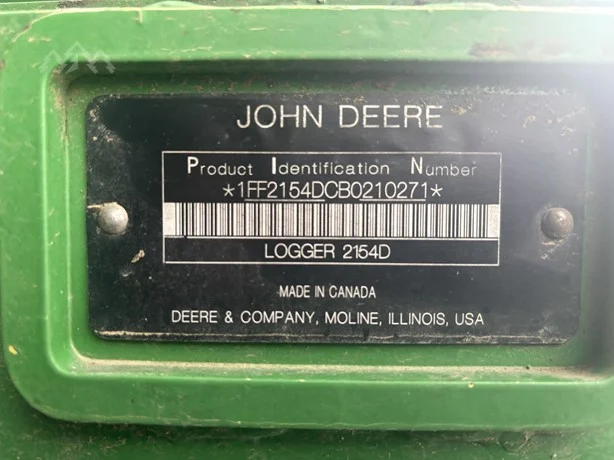 JOHN DEERE
Product Identification Number
*1FF2154DCB0210271*
LOGGER 2154D
MADE IN CANADA
DEERE & COMPANY, MOLINE, ILLINOIS, USA